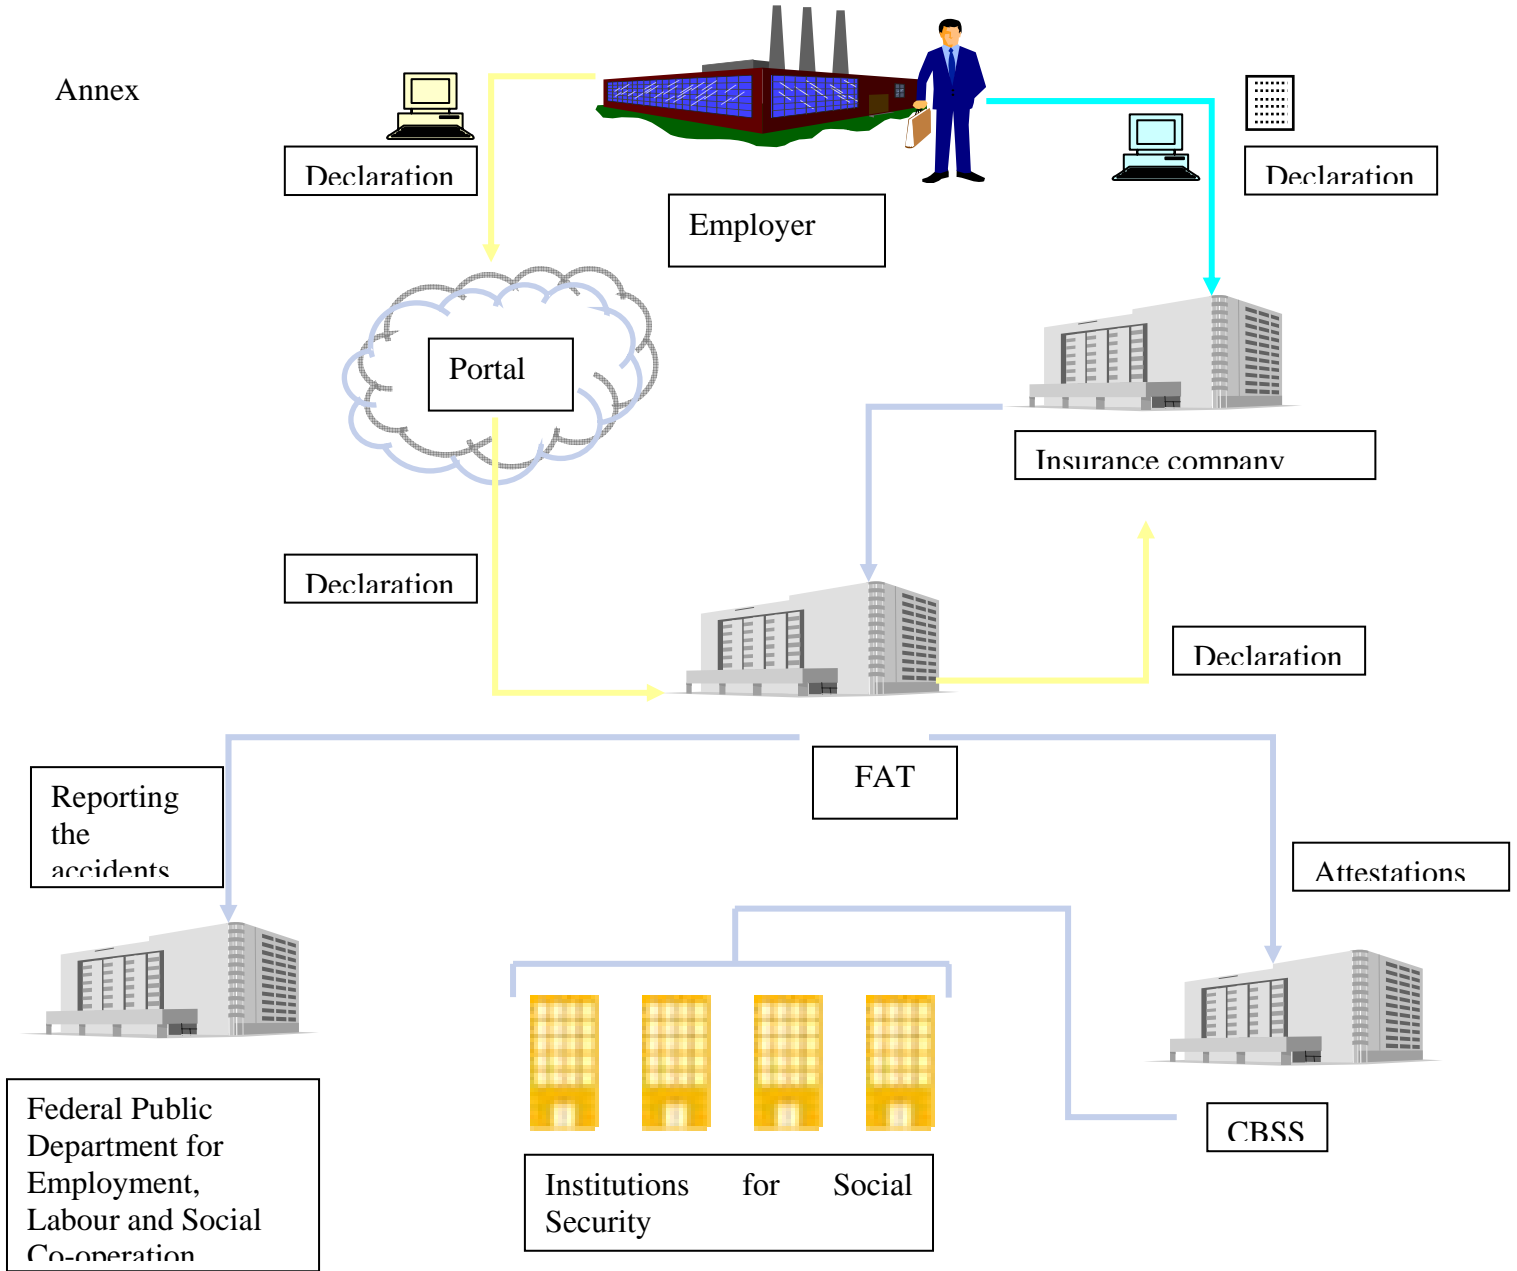 Annex
Declaration
Declaration
Employer
Portal
Insurance company
Declaration
Declaration
FAT
Reporting
the
accidents
Attestations
CBSS
Federal Public
Department for
Employment,
Labour and Social
Co-operation
Institutions for Social
Security